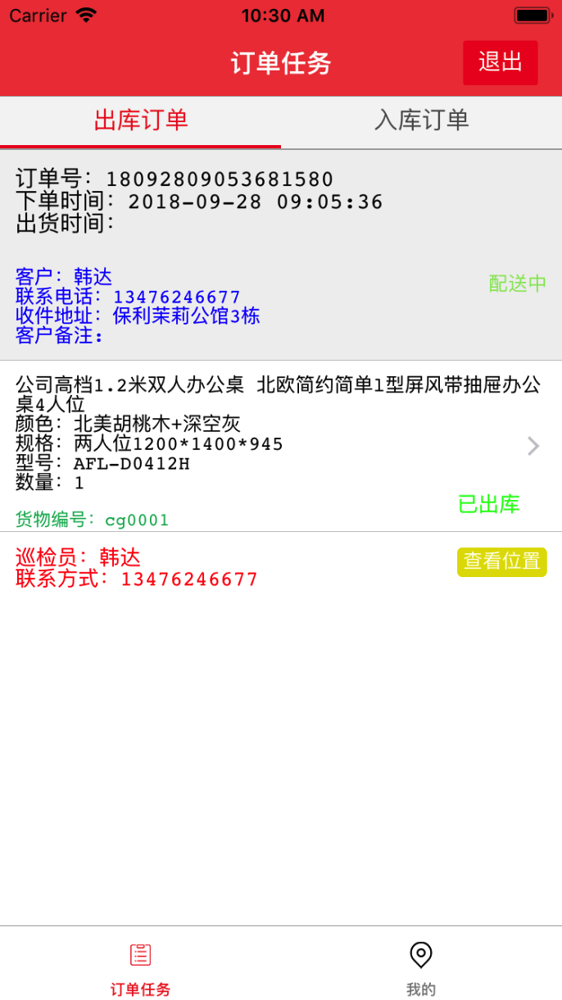 Carrier 10:30 AM
订单任务 退出
出库订单 入库订单
订单号：18092809053681580
下单时间：2018-09-28 09:05:36
出货时间：
客户：韩达
联系电话：13476246677
收件地址：保利茉莉公馆3栋
客户备注：
配送中
公司高档1.2米双人办公桌 北欧简约简单l型屏风带抽屉办公
桌4人位
颜色：北美胡桃木+深空灰
规格：两人位1200*1400*945
型号：AFL-D0412H
数量：1
已出库
货物编号：cg0001
巡检员：韩达
联系方式：13476246677
查看位置
订单任务 我的